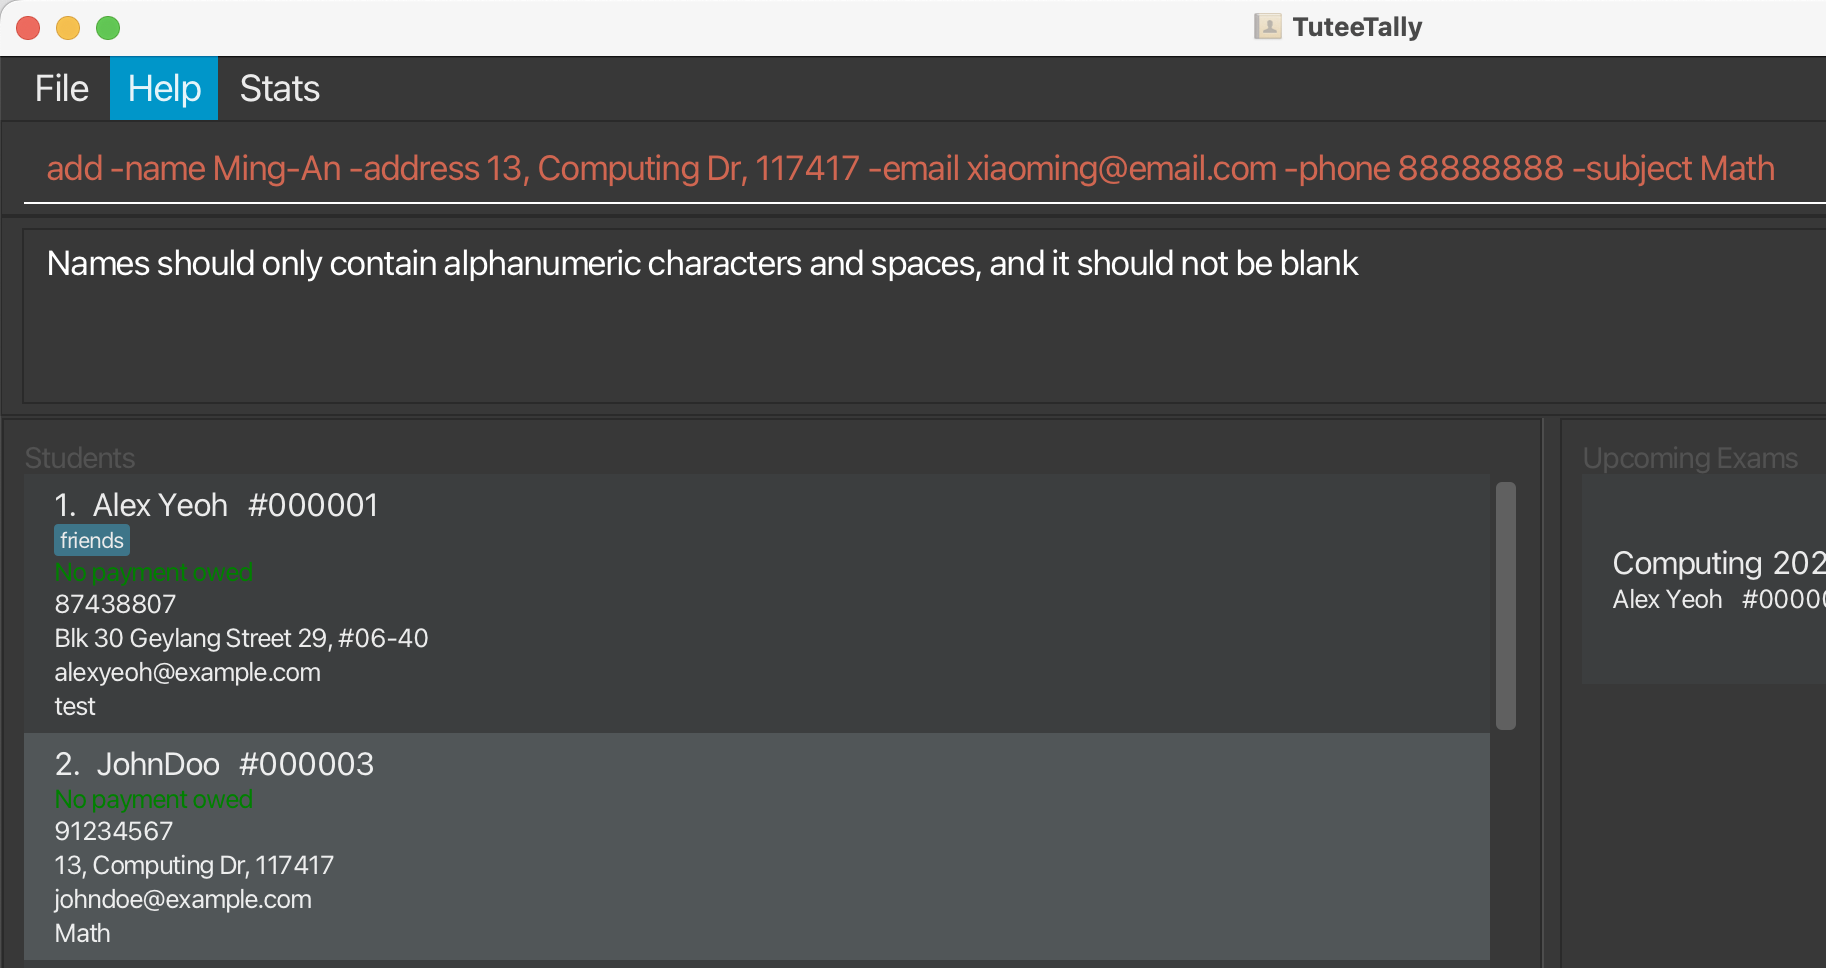 TuteeTally
File Help Stats
add -name Ming-An -address 13, Computing Dr, 117417 -email xiaoming@email.com -phone 88888888 -subject Math
Names should only contain alphanumeric characters and spaces, and it should not be blank
Students
1. Alex Yeoh #000001
friends
No payment owed
87438807
Blk 30 Geylang Street 29, #06-40
alexyeoh@example.com
test
2. JohnDoo #000003
No payment owed
91234567
13, Computing Dr, 117417
johndoe@example.com
Math
Upcoming Exams
Computing 202
Alex Yeoh #0000